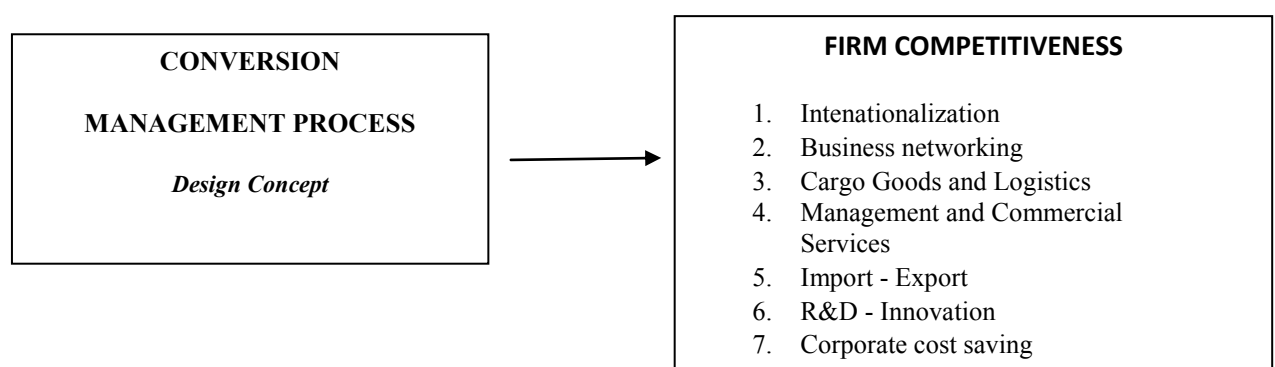 CONVERSION
MANAGEMENT PROCESS
Design Concept
FIRM COMPETITIVENESS
1. Intenationalization
2. Business networking
3. Cargo Goods and Logistics
4. Management and Commercial
Services
5. Import - Export
6. R&D - Innovation
7. Corporate cost saving